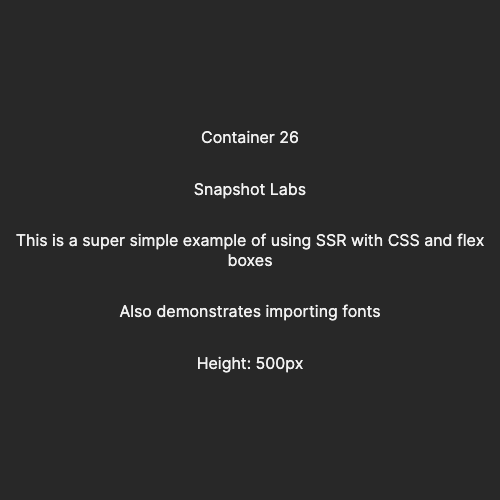 Container 26
Snapshot Labs
This is a super simple example of using SSR with CSS and flex
boxes
Also demonstrates importing fonts
Height: 500px